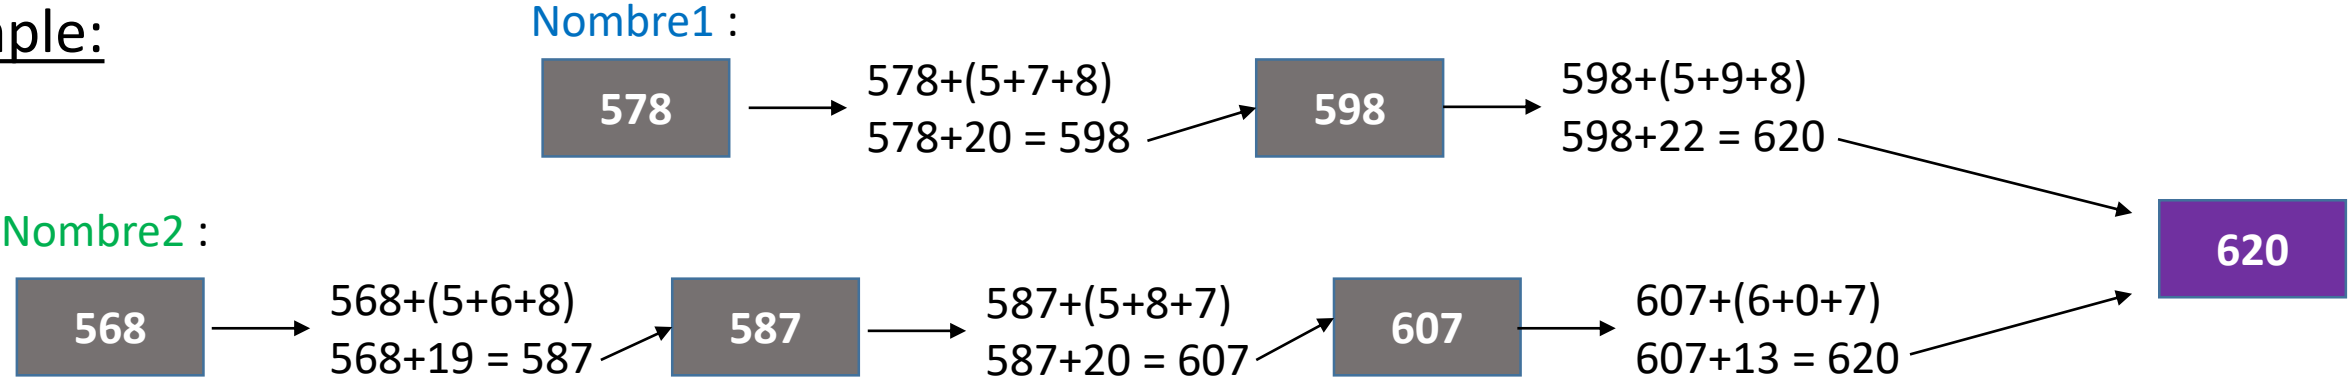 Nombre1 :
578
578+(5+7+8)
578+20 = 598
598
598+(5+9+8)
598+22 = 620
620
Nombre2 :
568
568+(5+6+8)
568+19 = 587
587
587+(5+8+7)
587+20 = 607
607
607+(6+0+7)
607+13 = 620